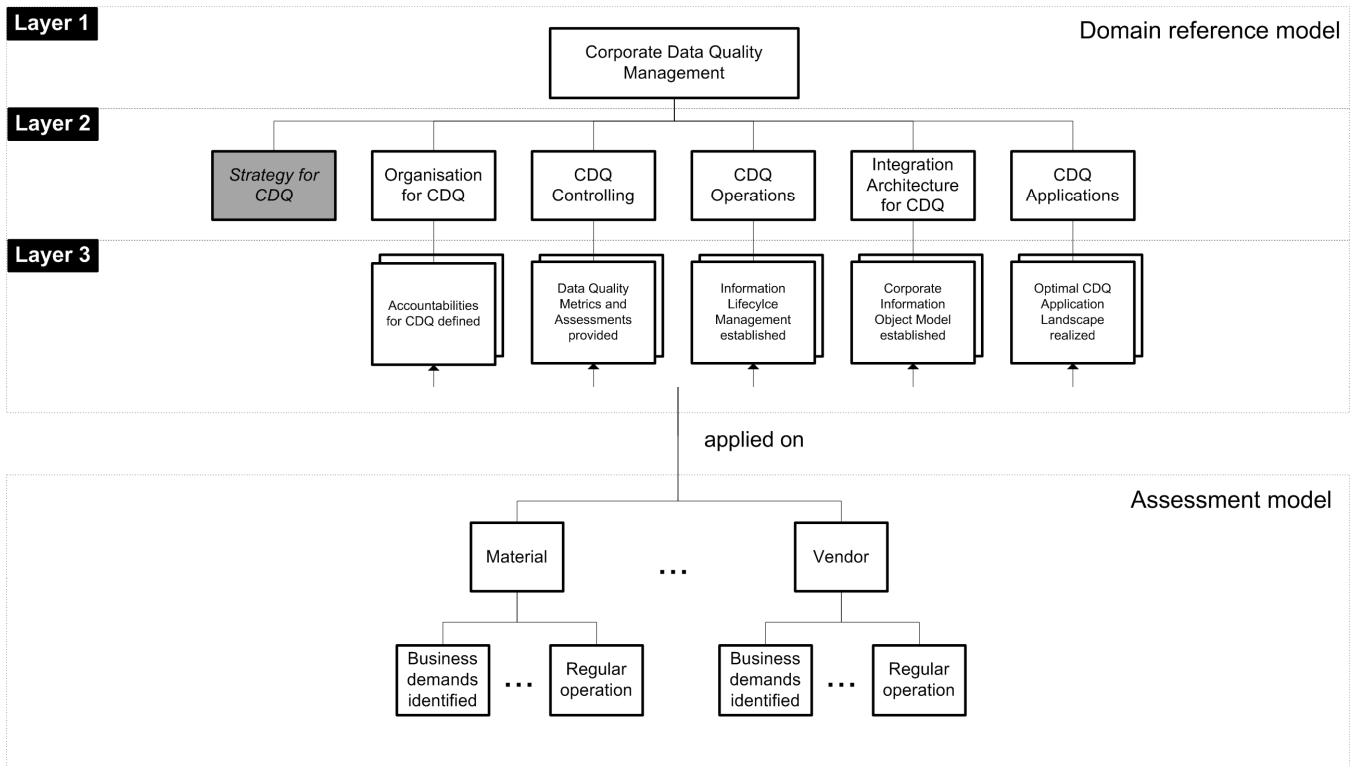 Layer 1
Domain reference model
Corporate Data Quality
Management
Layer 2
Strategy for
CDQ
Organisation
for CDQ
CDQ
Controlling
CDQ
Operations
Integration
Architecture
for CDQ
CDQ
Applications
Layer 3
Accountabilities
for CDQ defined
Data Quality
Metrics and
Assessments
provided
Information
Lifecylce
Management
established
Corporate
Information
Object Model
established
Optimal CDQ
Application
Landscape
realized
applied on
Assessment model
Material
...
Vendor
Business
demands
identified
...
Regular
operation
Business
demands
identified
...
Regular
operation